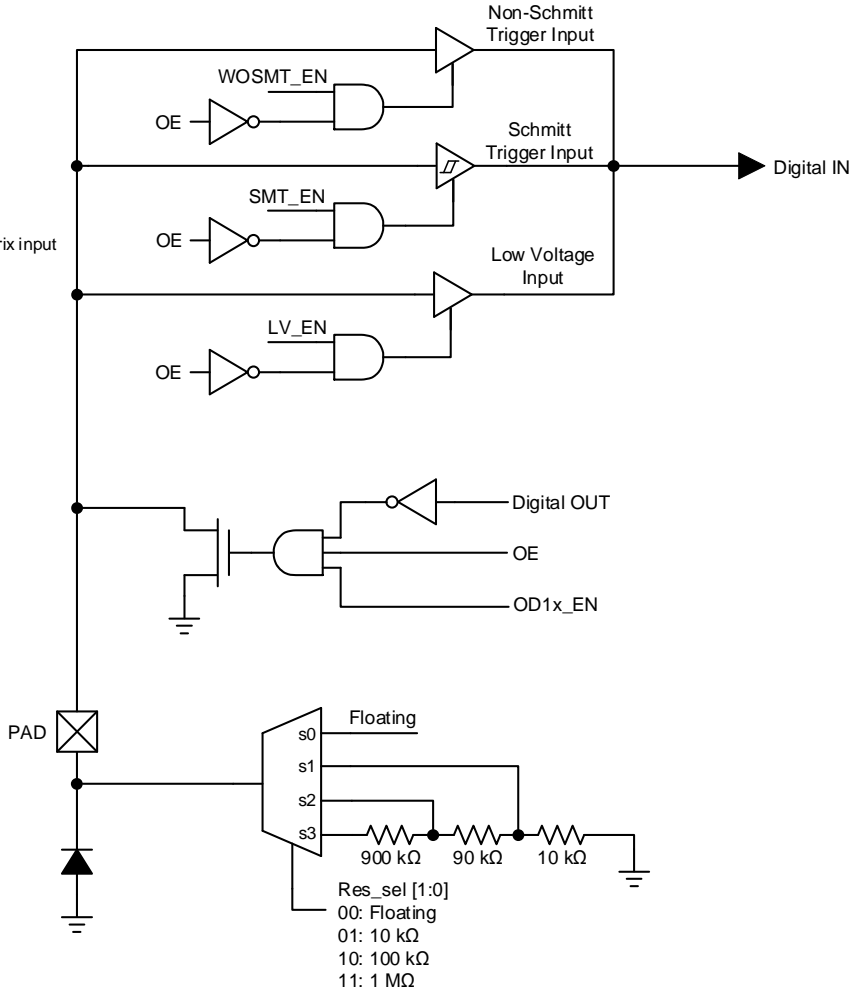 Non-Schmitt
Trigger Input
WOSMT_EN
OE
Schmitt
Trigger Input
Digital IN
SMT_EN
OE
input
Low Voltage
Input
LV_EN
OE
Digital OUT
OE
OD1x_EN
PAD
Floating
s0
s1
s2
s3
900 kΩ
90 kΩ
10 kΩ
Res_sel [1:0]
00: Floating
01: 10 kΩ
10: 100 kΩ
11: 1 MΩ